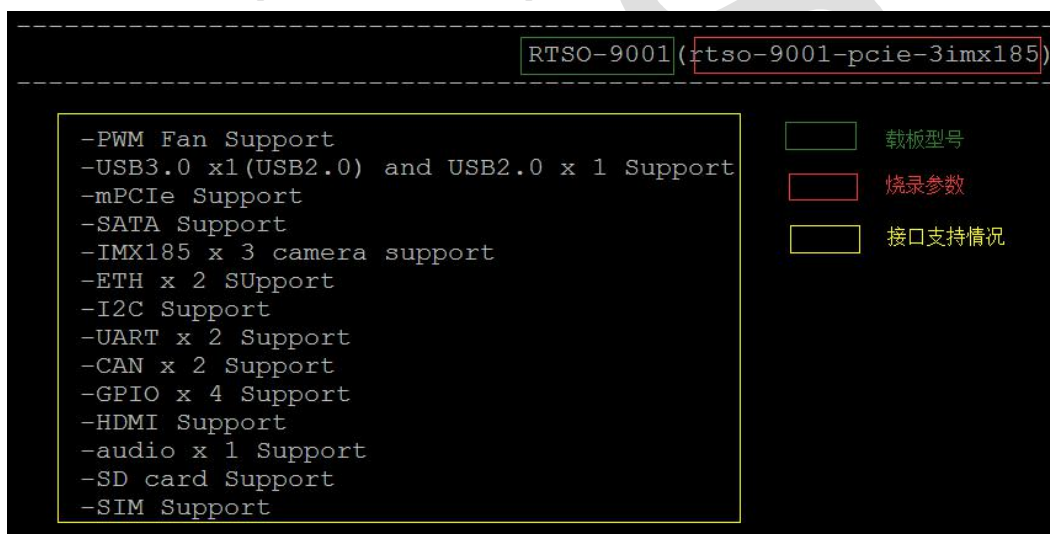 RTSO-9001(rtso-9001-pcie-3imx185)
-PWM Fan Support
-USB3.0 x1(USB2.0) and USB2.0 x 1 Support
-mPCIe Support
-SATA Support
-IMX185 x 3 camera support
-ETH x 2 SUpport
-I2C Support
-UART x 2 Support
-CAN x 2 Support
-GPIO x 4 Support
-HDMI Support
-audio x 1 Support
-SD card Support
-SIM Support
载板型号
烧录参数
接口支持情况